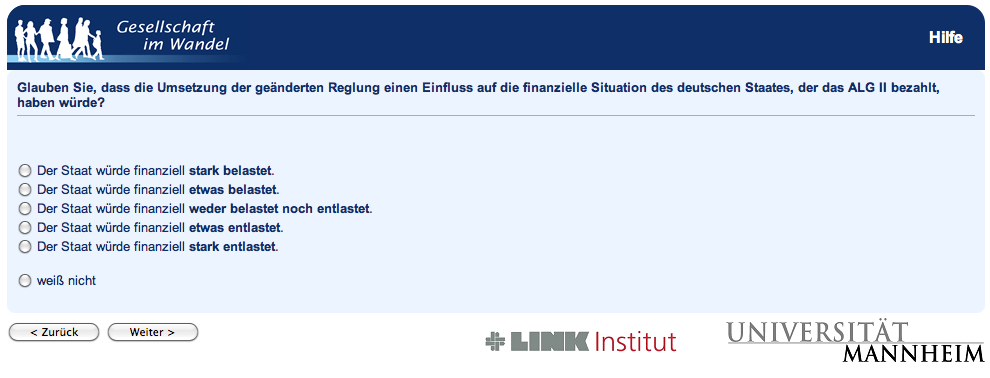 Gesellschaft
im Wandel
Hilfe
Glauben Sie, dass die Umsetzung der geänderten Reglung einen Einfluss auf die finanzielle Situation des deutschen Staates, der das ALG II bezahlt,
haben würde?
Der Staat würde finanziell stark belastet.
Der Staat würde finanziell etwas belastet.
Der Staat würde finanziell weder belastet noch entlastet.
Der Staat würde finanziell etwas entlastet.
Der Staat würde finanziell stark entlastet.
weiß nicht
< Zurück
Weiter >
LINK Institut
UNIVERSITÄT
MANNHEIM